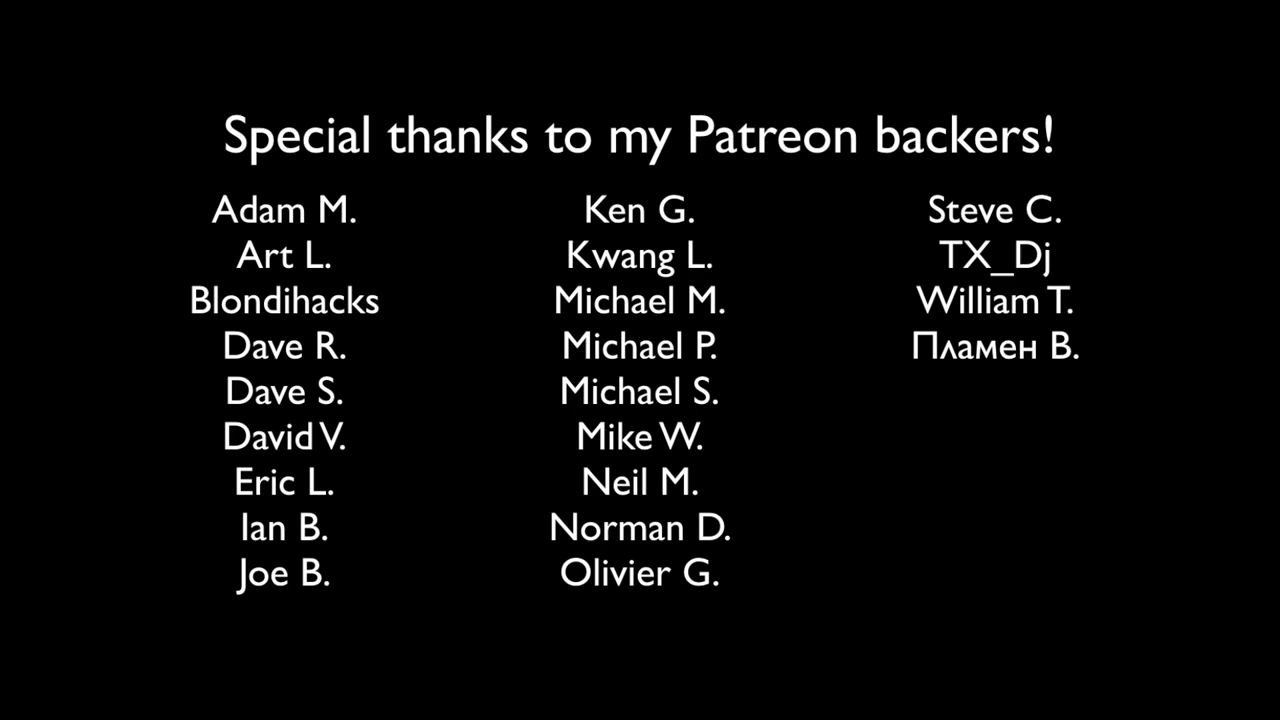 Special thanks to my Patreon backers!
Adam M.
Art L.
Blondihacks
Dave R.
Dave S.
David V.
Eric L.
Ian B.
Joe B.
Ken G.
Kwang L.
Michael M.
Michael P.
Michael S.
Mike W.
Neil M.
Norman D.
Olivier G.
Steve C.
TX_Dj
William T.
Пламен В.